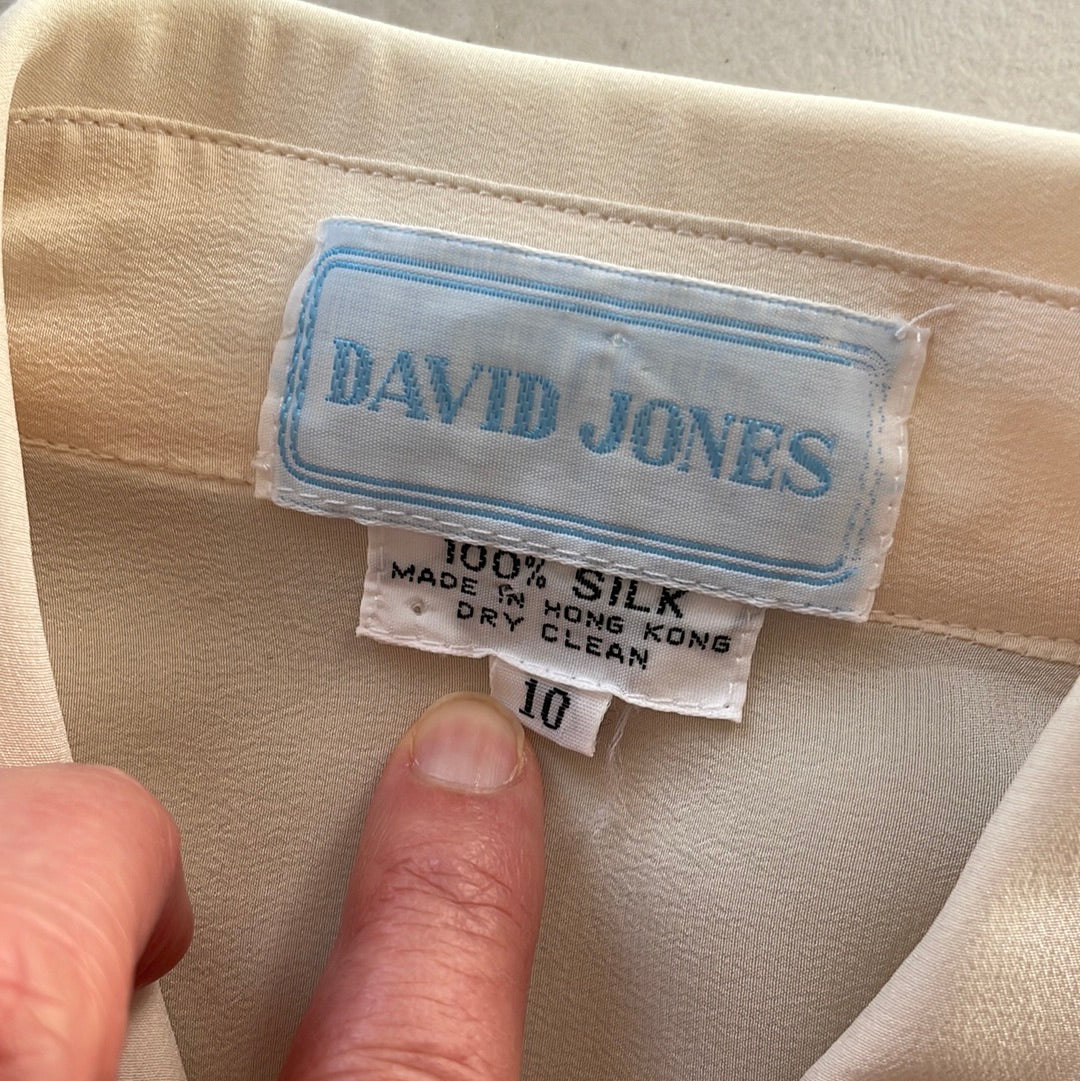 DAVID JONES
100% SILK
MADE IN HONG KONG
DRY CLEAN
10